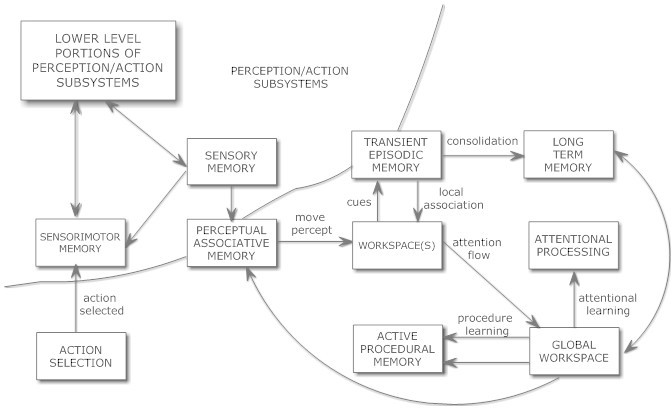 LOWER LEVEL
PORTIONS OF
PERCEPTION/ACTION
SUBSYSTEMS
PERCEPTION/ACTION
SUBSYSTEMS
SENSORY
MEMORY
TRANSIENT
EPISODIC
MEMORY
consolidation
LONG
TERM
MEMORY
cues
local
association
SENSORIMOTOR
MEMORY
PERCEPTUAL
ASSOCIATIVE
MEMORY
move
percept
WORKSPACE(S)
attention
flow
ATTENTIONAL
PROCESSING
action
selected
attentional
learning
procedure
learning
ACTION
SELECTION
ACTIVE
PROCEDURAL
MEMORY
GLOBAL
WORKSPACE